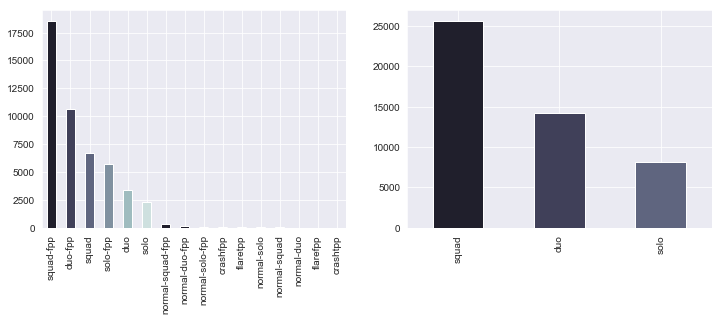 17500
15000
12500
10000
7500
5000
2500
0
squad-fpp
duo-fpp
squad
solo-fpp
duo
solo
normal-squad-fpp
normal-duo-fpp
normal-solo-fpp
crashfpp
flaretpp
normal-solo
normal-squad
normal-duo
flarefpp
crashtpp
25000
20000
15000
10000
5000
0
squad
duo
solo